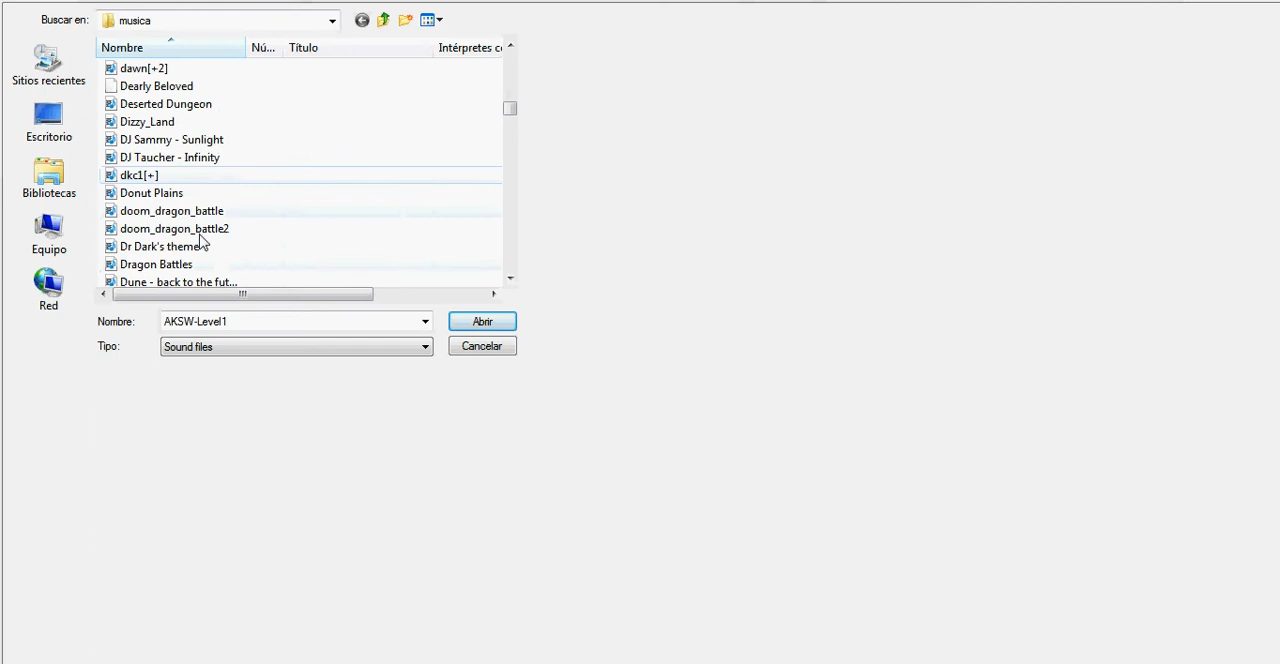 Buscar en: musica
Nombre Nú... Título Intérpretes
dawn[+2]
Sitios recientes
Dearly Beloved
Deserted Dungeon
Dizzy_Land
Escritorio
DJ Sammy - Sunlight
DJ Taucher - Infinity
dkc1[+]
Bibliotecas
Donut Plains
doom_dragon_battle
doom_dragon_battle2
Equipo
Dr Dark's theme
Dragon Battles
Dune - back to the fut...
Red
Nombre: AKSW-Level1 Abrir
Tipo: Sound files Cancelar